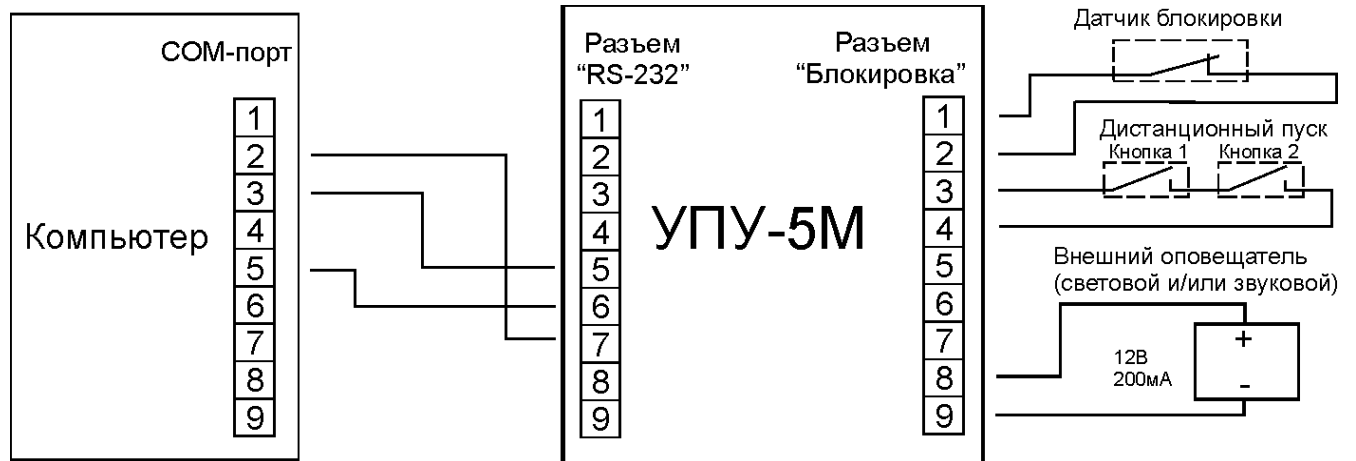 COM-порт
1
2
3
4
5
6
7
8
9
Компьютер
Разъем
“RS-232”
1
2
3
4
5
6
7
8
9
УПУ-5М
Разъем
“Блокировка”
1
2
3
4
5
6
7
8
9
Датчик блокировки
Дистанционный пуск
Кнопка 1 Кнопка 2
Внешний оповещатель
(световой и/или звуковой)
12В
200мА
+
-